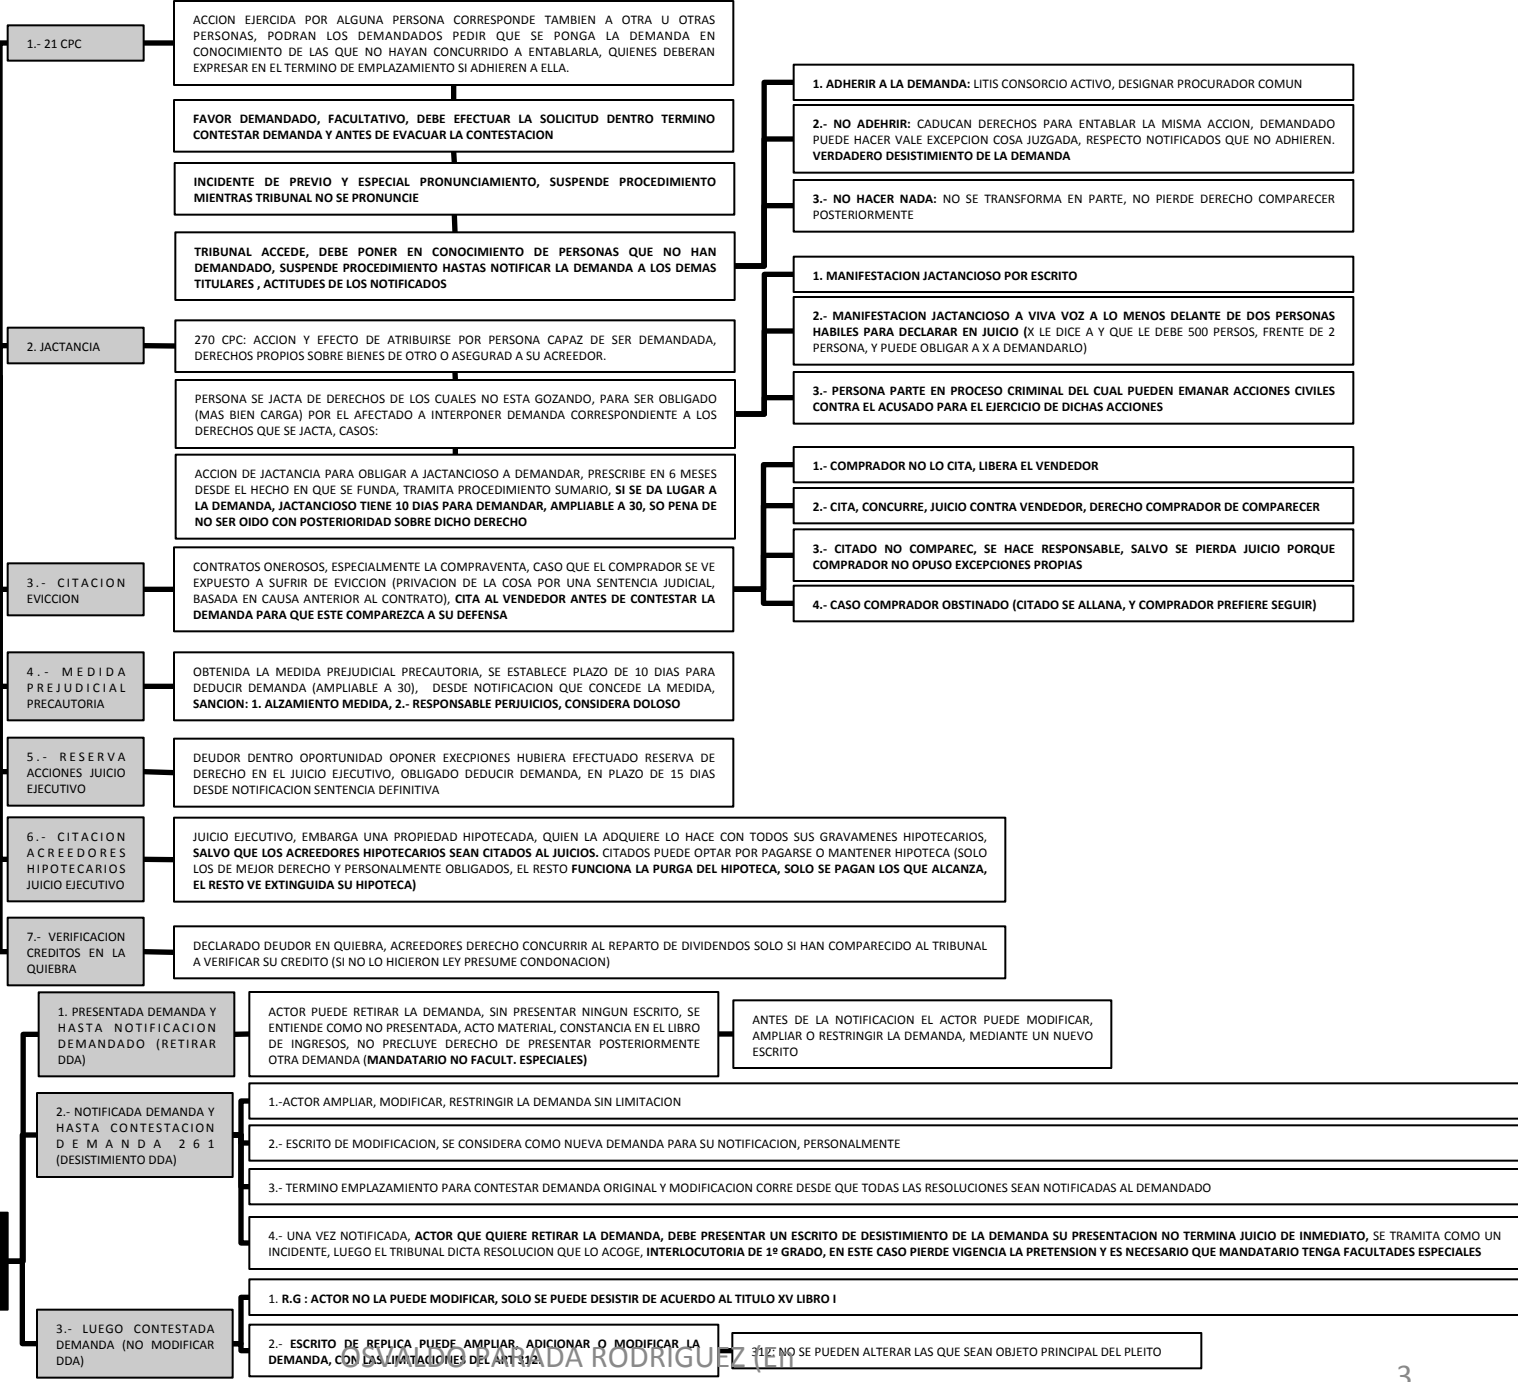 1.- 21 CPC
ACCION EJERCIDA POR ALGUNA PERSONA CORRESPONDE TAMBIEN A OTRA U OTRAS
PERSONAS, PODRAN LOS DEMANDADOS PEDIR QUE SE PONGA LA DEMANDA EN
CONOCIMIENTO DE LAS QUE NO HAYAN CONCURRIDO A ENTABLARLA, QUIENES DEBERAN
EXPRESAR EN EL TERMINO DE EMPLAZAMIENTO SI ADHIEREN A ELLA.
FAVOR DEMANDADO, FACULTATIVO, DEBE EFECTUAR LA SOLICITUD DENTRO TERMINO
CONTESTAR DEMANDA Y ANTES DE EVACUAR LA CONTESTACION
INCIDENTE DE PREVIO Y ESPECIAL PRONUNCIAMIENTO, SUSPENDE PROCEDIMIENTO
MIENTRAS TRIBUNAL NO SE PRONUNCIE
TRIBUNAL ACCEDE, DEBE PONER EN CONOCIMIENTO DE PERSONAS QUE NO HAN
DEMANDADO, SUSPENDE PROCEDIMIENTO HASTAS NOTIFICAR LA DEMANDA A LOS DEMAS
TITULARES , ACTITUDES DE LOS NOTIFICADOS
1. ADHERIR A LA DEMANDA: LITIS CONSORCIO ACTIVO, DESIGNAR PROCURADOR COMUN
2.- NO ADEHRIR: CADUCAN DERECHOS PARA ENTABLAR LA MISMA ACCION, DEMANDADO
PUEDE HACER VALE EXCEPCION COSA JUZGADA, RESPECTO NOTIFICADOS QUE NO ADHIEREN.
VERDADERO DESISTIMIENTO DE LA DEMANDA
3.- NO HACER NADA: NO SE TRANSFORMA EN PARTE, NO PIERDE DERECHO COMPARECER
POSTERIORMENTE
2. JACTANCIA
270 CPC: ACCION Y EFECTO DE ATRIBUIRSE POR PERSONA CAPAZ DE SER DEMANDADA,
DERECHOS PROPIOS SOBRE BIENES DE OTRO O ASEGURAD A SU ACREEDOR.
PERSONA SE JACTA DE DERECHOS DE LOS CUALES NO ESTA GOZANDO, PARA SER OBLIGADO
(MAS BIEN CARGA) POR EL AFECTADO A INTERPONER DEMANDA CORRESPONDIENTE A LOS
DERECHOS QUE SE JACTA, CASOS:
ACCION DE JACTANCIA PARA OBLIGAR A JACTANCIOSO A DEMANDAR, PRESCRIBE EN 6 MESES
DESDE EL HECHO EN QUE SE FUNDA, TRAMITA PROCEDIMIENTO SUMARIO, SI SE DA LUGAR A
LA DEMANDA, JACTANCIOSO TIENE 10 DIAS PARA DEMANDAR, AMPLIABLE A 30, SO PENA DE
NO SER OIDO CON POSTERIORIDAD SOBRE DICHO DERECHO
1. MANIFESTACION JACTANCIOSO POR ESCRITO
2.- MANIFESTACION JACTANCIOSO A VIVA VOZ A LO MENOS DELANTE DE DOS PERSONAS
HABILES PARA DECLARAR EN JUICIO (X LE DICE A Y QUE LE DEBE 500 PERSOS, FRENTE DE 2
PERSONA, Y PUEDE OBLIGAR A X A DEMANDARLO)
3.- PERSONA PARTE EN PROCESO CRIMINAL DEL CUAL PUEDEN EMANAR ACCIONES CIVILES
CONTRA EL ACUSADO PARA EL EJERCICIO DE DICHAS ACCIONES
3.- CITACION
EVICCION
CONTRATOS ONEROSOS, ESPECIALMENTE LA COMPRAVENTA, CASO QUE EL COMPRADOR SE VE
EXPUESTO A SUFRIR DE EVICCION (PRIVACION DE LA COSA POR UNA SENTENCIA JUDICIAL,
BASADA EN CAUSA ANTERIOR AL CONTRATO), CITA AL VENDEDOR ANTES DE CONTESTAR LA
DEMANDA PARA QUE ESTE COMPAREZCA A SU DEFENSA
1.- COMPRADOR NO LO CITA, LIBERA EL VENDEDOR
2.- CITA, CONCURRE, JUICIO CONTRA VENDEDOR, DERECHO COMPRADOR DE COMPARECER
3.- CITADO NO COMPAREC, SE HACE RESPONSABLE, SALVO SE PIERDA JUICIO PORQUE
COMPRADOR NO OPUSO EXCEPCIONES PROPIAS
4.- CASO COMPRADOR OBSTINADO (CITADO SE ALLANA, Y COMPRADOR PREFIERE SEGUIR)
4.- MEDIDA
PREJUDICIAL
PRECAUTORIA
OBTENIDA LA MEDIDA PREJUDICIAL PRECAUTORIA, SE ESTABLECE PLAZO DE 10 DIAS PARA
DEDUCIR DEMANDA (AMPLIABLE A 30), DESDE NOTIFICACION QUE CONCEDE LA MEDIDA,
SANCION: 1. ALZAMIENTO MEDIDA, 2.- RESPONSABLE PERJUICIOS, CONSIDERA DOLOSO
5.- RESERVA
ACCIONES JUICIO
EJECUTIVO
DEUDOR DENTRO OPORTUNIDAD OPONER EXECPIONES HUBIERA EFECTUADO RESERVA DE
DERECHO EN EL JUICIO EJECUTIVO, OBLIGADO DEDUCIR DEMANDA, EN PLAZO DE 15 DIAS
DESDE NOTIFICACION SENTENCIA DEFINITIVA
6.- CITACION
ACREEDORES
HIPOTECARIOS
JUICIO EJECUTIVO
JUICIO EJECUTIVO, EMBARGA UNA PROPIEDAD HIPOTECADA, QUIEN LA ADQUIERE LO HACE CON TODOS SUS GRAVAMENES HIPOTECARIOS,
SALVO QUE LOS ACREEDORES HIPOTECARIOS SEAN CITADOS AL JUICIOS. CITADOS PUEDE OPTAR POR PAGARSE O MANTENER HIPOTECA (SOLO
LOS DE MEJOR DERECHO Y PERSONALMENTE OBLIGADOS, EL RESTO FUNCIONA LA PURGA DEL HIPOTECA, SOLO SE PAGAN LOS QUE ALCANZA,
EL RESTO VE EXTINGUIDA SU HIPOTECA)
7.- VERIFICACION
CREDITOS EN LA
QUIEBRA
DECLARADO DEUDOR EN QUIEBRA, ACREEDORES DERECHO CONCURRIR AL REPARTO DE DIVIDENDOS SOLO SI HAN COMPARECIDO AL TRIBUNAL
A VERIFICAR SU CREDITO (SI NO LO HICIERON LEY PRESUME CONDONACION)
1. PRESENTADA DEMANDA Y
HASTA NOTIFICACION
DEMANDADO (RETIRAR
DDA)
ACTOR PUEDE RETIRAR LA DEMANDA, SIN PRESENTAR NINGUN ESCRITO, SE
ENTIENDE COMO NO PRESENTADA, ACTO MATERIAL, CONSTANCIA EN EL LIBRO
DE INGRESOS, NO PRECLUYE DERECHO DE PRESENTAR POSTERIORMENTE
OTRA DEMANDA (MANDATARIO NO FACULT. ESPECIALES)
ANTES DE LA NOTIFICACION EL ACTOR PUEDE MODIFICAR,
AMPLIAR O RESTRINGIR LA DEMANDA, MEDIANTE UN NUEVO
ESCRITO
2.- NOTIFICADA DEMANDA Y
HASTA CONTESTACION
DEMANDA 261
(DESISTIMIENTO DDA)
1.-ACTOR AMPLIAR, MODIFICAR, RESTRINGIR LA DEMANDA SIN LIMITACION
2.- ESCRITO DE MODIFICACION, SE CONSIDERA COMO NUEVA DEMANDA PARA SU NOTIFICACION, PERSONALMENTE
3.- TERMINO EMPLAZAMIENTO PARA CONTESTAR DEMANDA ORIGINAL Y MODIFICACION CORRE DESDE QUE TODAS LAS RESOLUCIONES SEAN NOTIFICADAS AL DEMANDADO
4.- UNA VEZ NOTIFICADA, ACTOR QUE QUIERE RETIRAR LA DEMANDA, DEBE PRESENTAR UN ESCRITO DE DESISTIMIENTO DE LA DEMANDA SU PRESENTACION NO TERMINA JUICIO DE INMEDIATO, SE TRAMITA COMO UN
INCIDENTE, LUEGO EL TRIBUNAL DICTA RESOLUCION QUE LO ACOGE, INTERLOCUTORIA DE 1º GRADO, EN ESTE CASO PIERDE VIGENCIA LA PRETENSION Y ES NECESARIO QUE MANDATARIO TENGA FACULTADES ESPECIALES
3.- LUEGO CONTESTADA
DEMANDA (NO MODIFICAR
DDA)
1. R.G : ACTOR NO LA PUEDE MODIFICAR, SOLO SE PUEDE DESISTIR DE ACUERDO AL TITULO XV LIBRO I
2.- ESCRITO DE REPLICA PUEDE AMPLIAR, ADICIONAR O MODIFICAR LA
DEMANDA, CON LAS LIMITACIONES DEL ART 312.
312: NO SE PUEDEN ALTERAR LAS QUE SEAN OBJETO PRINCIPAL DEL PLEITO
OSVALDO PARADA RODRIGUEZ (En
3